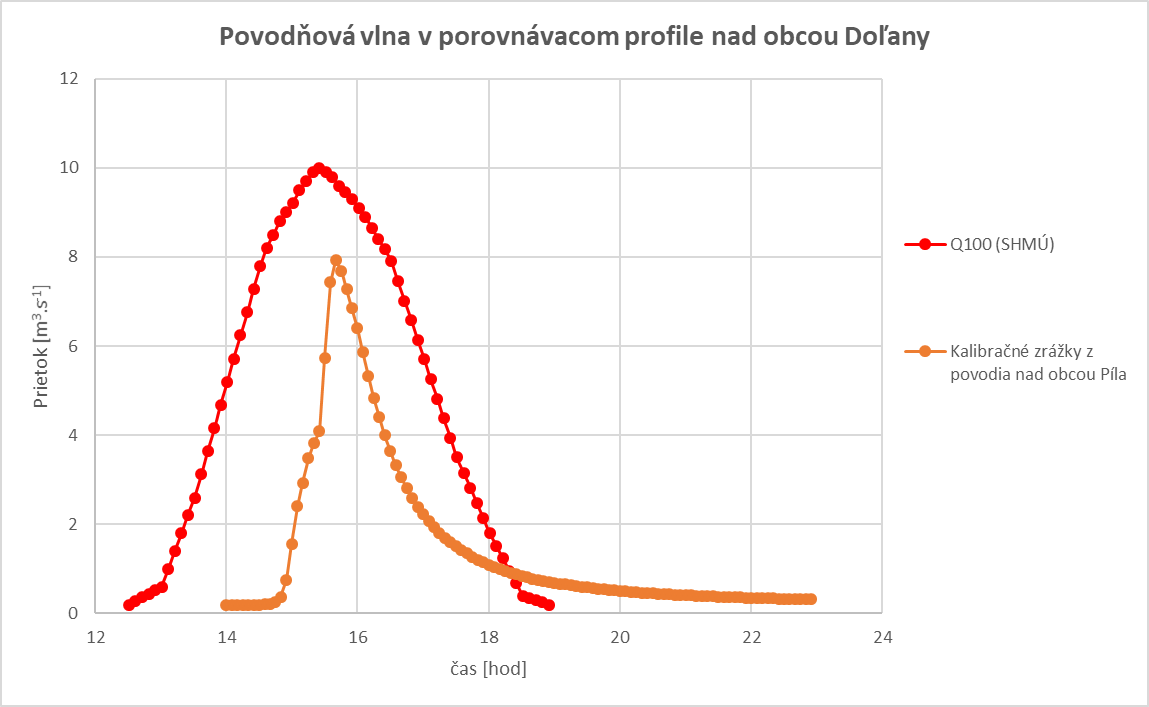 Povodňová vlna v porovnávacom profile nad obcou Doľany
12
10
8
6
4
2
0
Prietok [m³.s⁻¹]
12 14 16 18 20 22 24
čas [hod]
Q100 (SHMÚ)
Kalibračné zrážky z
povodia nad obcou Píla